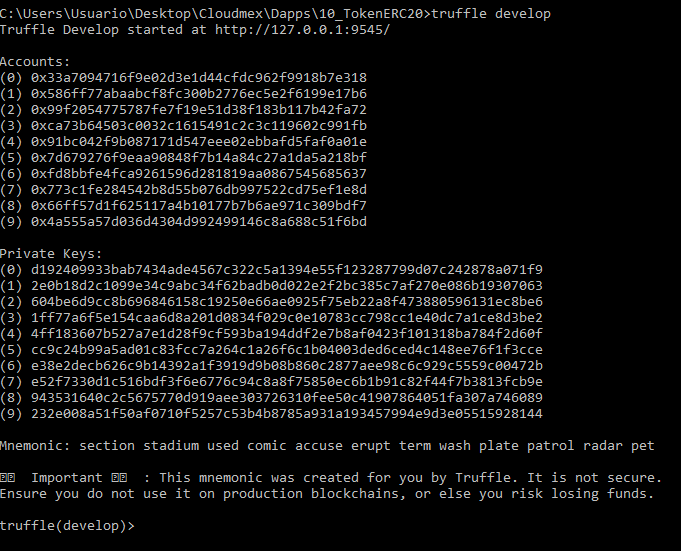 C:\Users\Usuario\Desktop\Cloudmex\Dapps\10_TokenERC20>truffle develop
Truffle Develop started at http://127.0.0.1:9545/
Accounts:
(0) 0x33a7094716f9e02d3e1d44cfdc962f9918b7e318
(1) 0x586ff77abaabcf8fc300b2776ec5e2f6199e17b6
(2) 0x99f2054775787fe7f19e51d38f183b117b42fa72
(3) 0xca73b64503c0032c1615491c2c3c119602c991fb
(4) 0x91bc042f9b087171d547eee02ebbafd5faf0a01e
(5) 0x7d679276f9eaa90848f7b14a84c27a1da5a218bf
(6) 0xfd8bbfe4fca9261596d281819aa0867545685637
(7) 0x773c1fe284542b8d55b076db997522cd75ef1e8d
(8) 0x66ff57d1f625117a4b10177b7b6ae971c309bdf7
(9) 0x4a555a57d036d4304d992499146c8a688c51f6bd
Private Keys:
(0) d192409933bab7434ade4567c322c5a1394e55f123287799d07c242878a071f9
(1) 2e0b18d2c1099e34c9abc34f62badb0d022e2f2bc385c7af270e086b19307063
(2) 604be6d9cc8b696846158c19250e66ae0925f75eb22a8f473880596131ec8be6
(3) 1ff77a6f5e154caa6d8a201d0834f029c0e10783cc798cc1e40dc7a1ce8d3be2
(4) 4ff183607b527a7e1d28f9cf593ba194ddf2e7b8af0423f101318ba784f2d60f
(5) cc9c24b99a5ad01c83fcc7a264c1a26f6c1b04003ded6ced4c148ee76f1f3cce
(6) e38e2decb626c9b14392a1f3919d9b08b860c2877aee98c6c929c5559c00472b
(7) e52f7330d1c516bdf3f6e6776c94c8a8f75850ec6b1b91c82f44f7b3813fcb9e
(8) 943531640c2c5675770d919aee303726310fee50c41907864051fa307a746089
(9) 232e008a51f50af0710f5257c53b4b8785a931a193457994e9d3e05515928144
Mnemonic: section stadium used comic accuse erupt term wash plate patrol radar pet
Important : This mnemonic was created for you by Truffle. It is not secure.
Ensure you do not use it on production blockchains, or else you risk losing funds.
truffle(develop)>